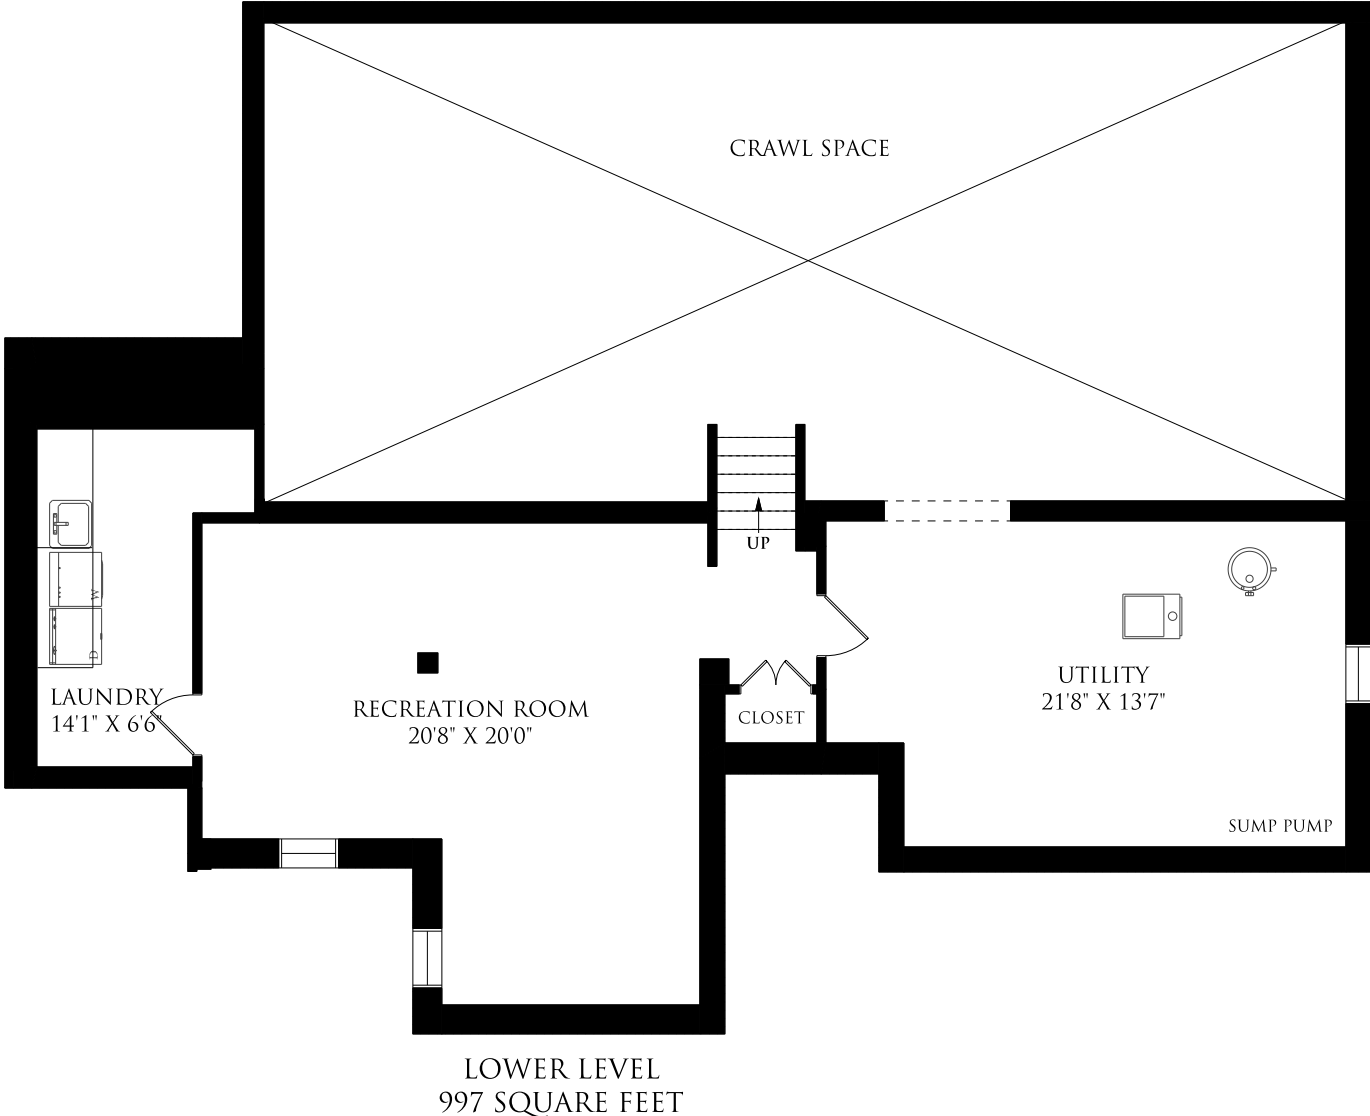 CRAWL SPACE
UP
W
D
LAUNDRY
14'1" X 6'6"
RECREATION ROOM
20'8" X 20'0"
CLOSET
UTILITY
21'8" X 13'7"
SUMP PUMP
LOWER LEVEL
997 SQUARE FEET